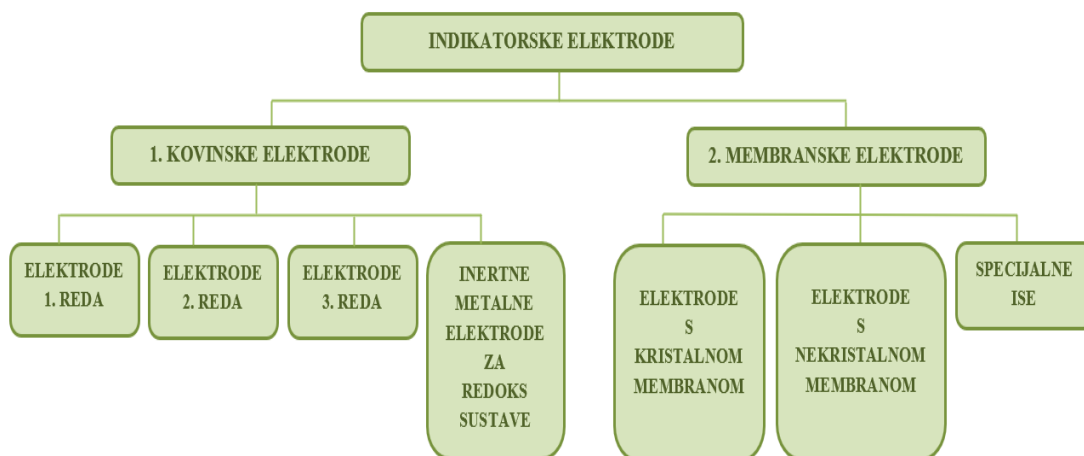 INDIKATORSKE ELEKTRODE
1. KOVINSKE ELEKTRODE
2. MEMBRANSKE ELEKTRODE
ELEKTRODE
1. REDA
ELEKTRODE
2. REDA
ELEKTRODE
3. REDA
INERTNE
METALNE
ELEKTRODE
ZA
REDOKS
SUSTAVE
ELEKTRODE
S
KRISTALNOM
MEMBRANOM
ELEKTRODE
S
NEKRISTALNOM
MEMBRANOM
SPECIJALNE
ISE